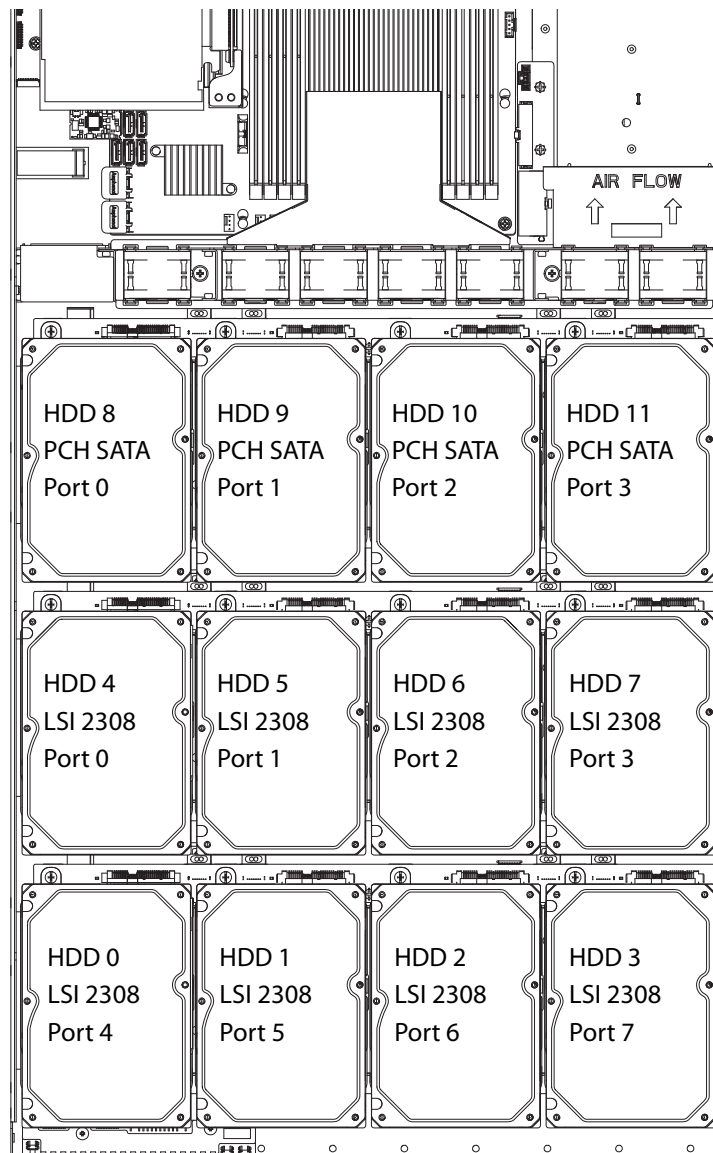 AIR FLOW
HDD 8
PCH SATA
Port 0
HDD 9
PCH SATA
Port 1
HDD 10
PCH SATA
Port 2
HDD 11
PCH SATA
Port 3
HDD 4
LSI 2308
Port 0
HDD 5
LSI 2308
Port 1
HDD 6
LSI 2308
Port 2
HDD 7
LSI 2308
Port 3
HDD 0
LSI 2308
Port 4
HDD 1
LSI 2308
Port 5
HDD 2
LSI 2308
Port 6
HDD 3
LSI 2308
Port 7